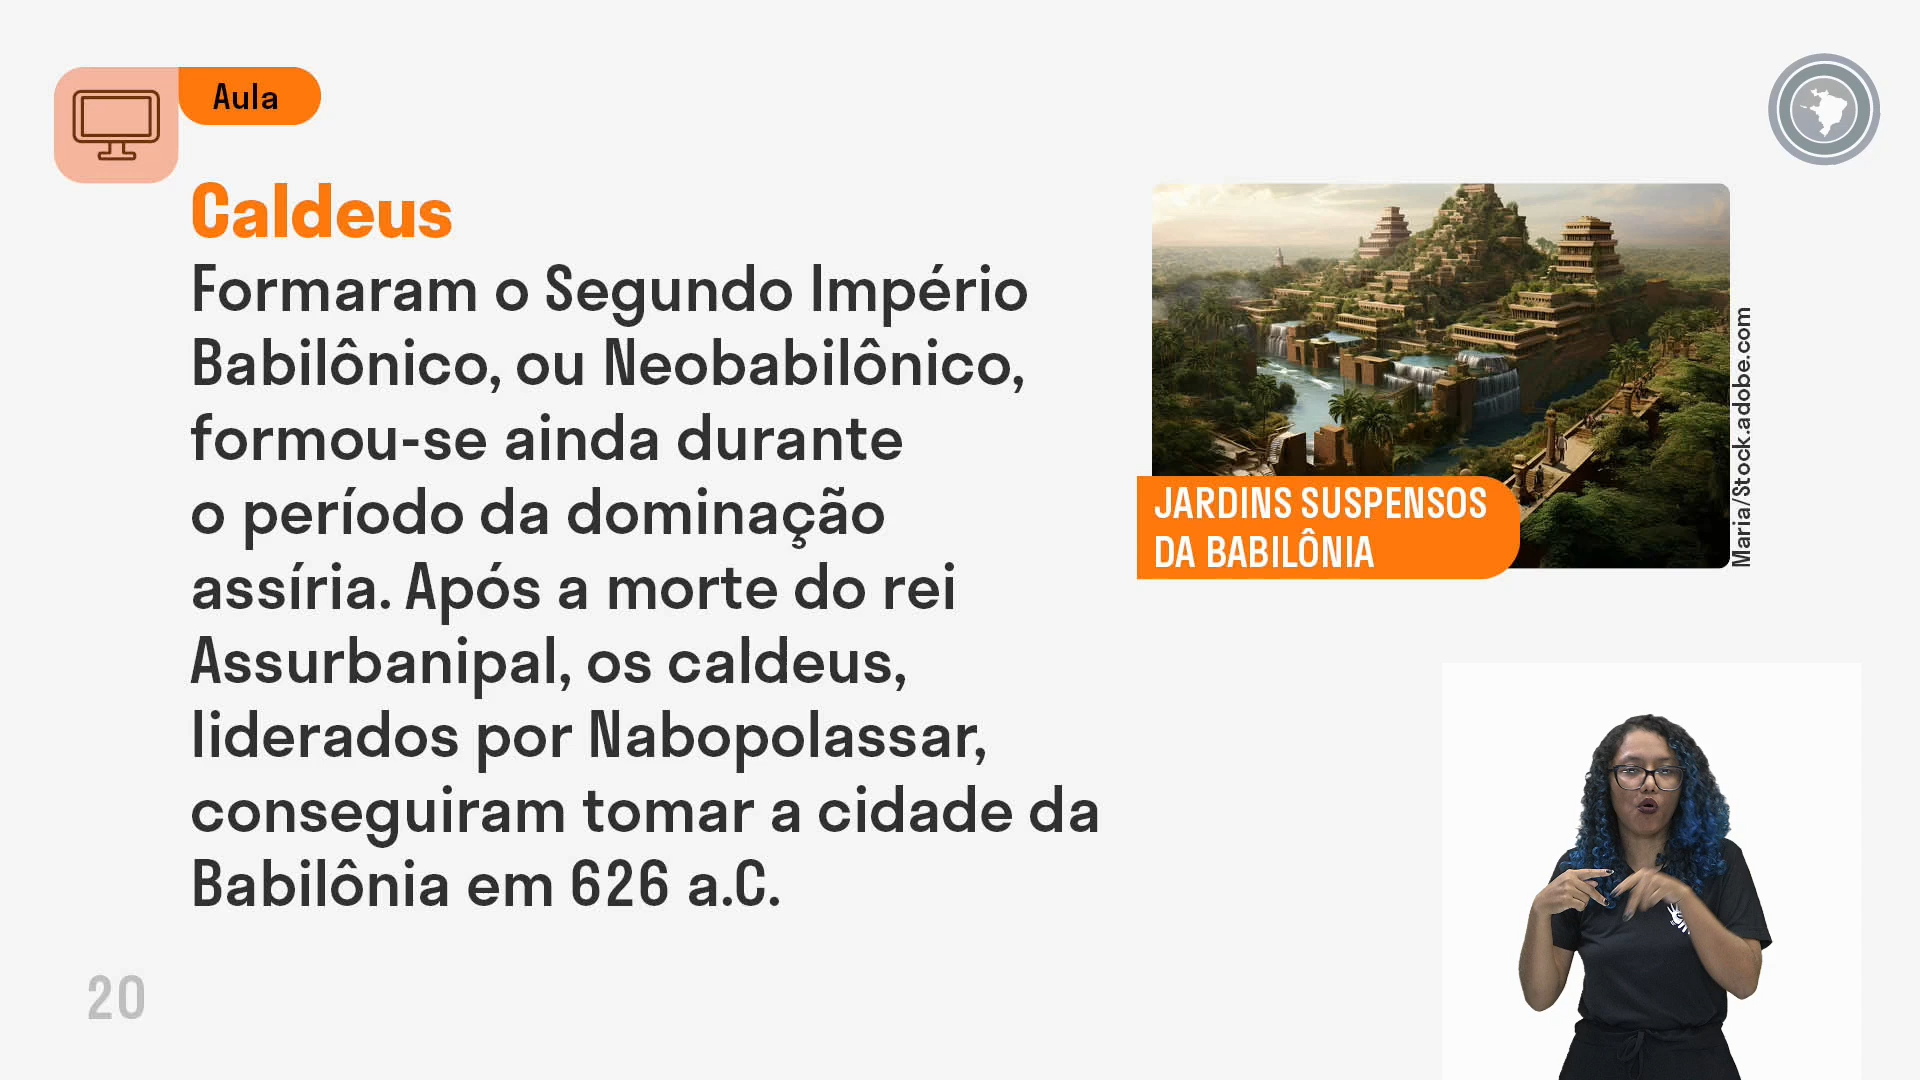 Aula
Caldeus
Formaram o Segundo Império
Babilônico, ou Neobabilônico,
formou-se ainda durante
o período da dominação
assíria. Após a morte do rei
Assurbanipal, os caldeus,
liderados por Nabopolassar,
conseguiram tomar a cidade da
Babilônia em 626 a.C.
JARDINS SUSPENSOS
DA BABILÔNIA
Maria/Stock.adobe.com
20